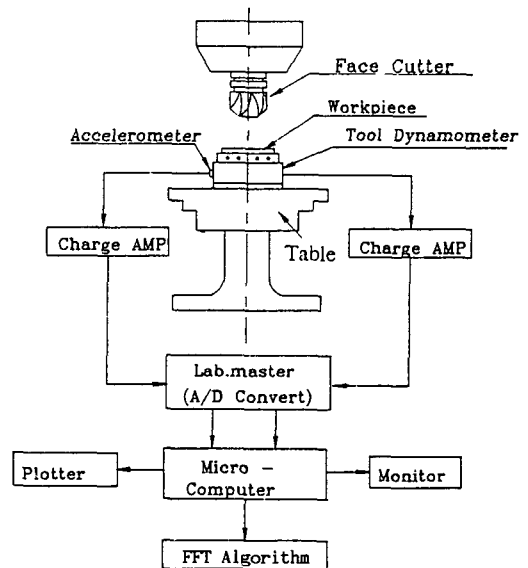 Face Cutter
Workpiece
Accelerometer
Tool Dynamometer
Charge AMP
Table
Charge AMP
Lab.master
(A/D Convert)
Plotter
Micro -
Computer
Monitor
FFT Algorithm